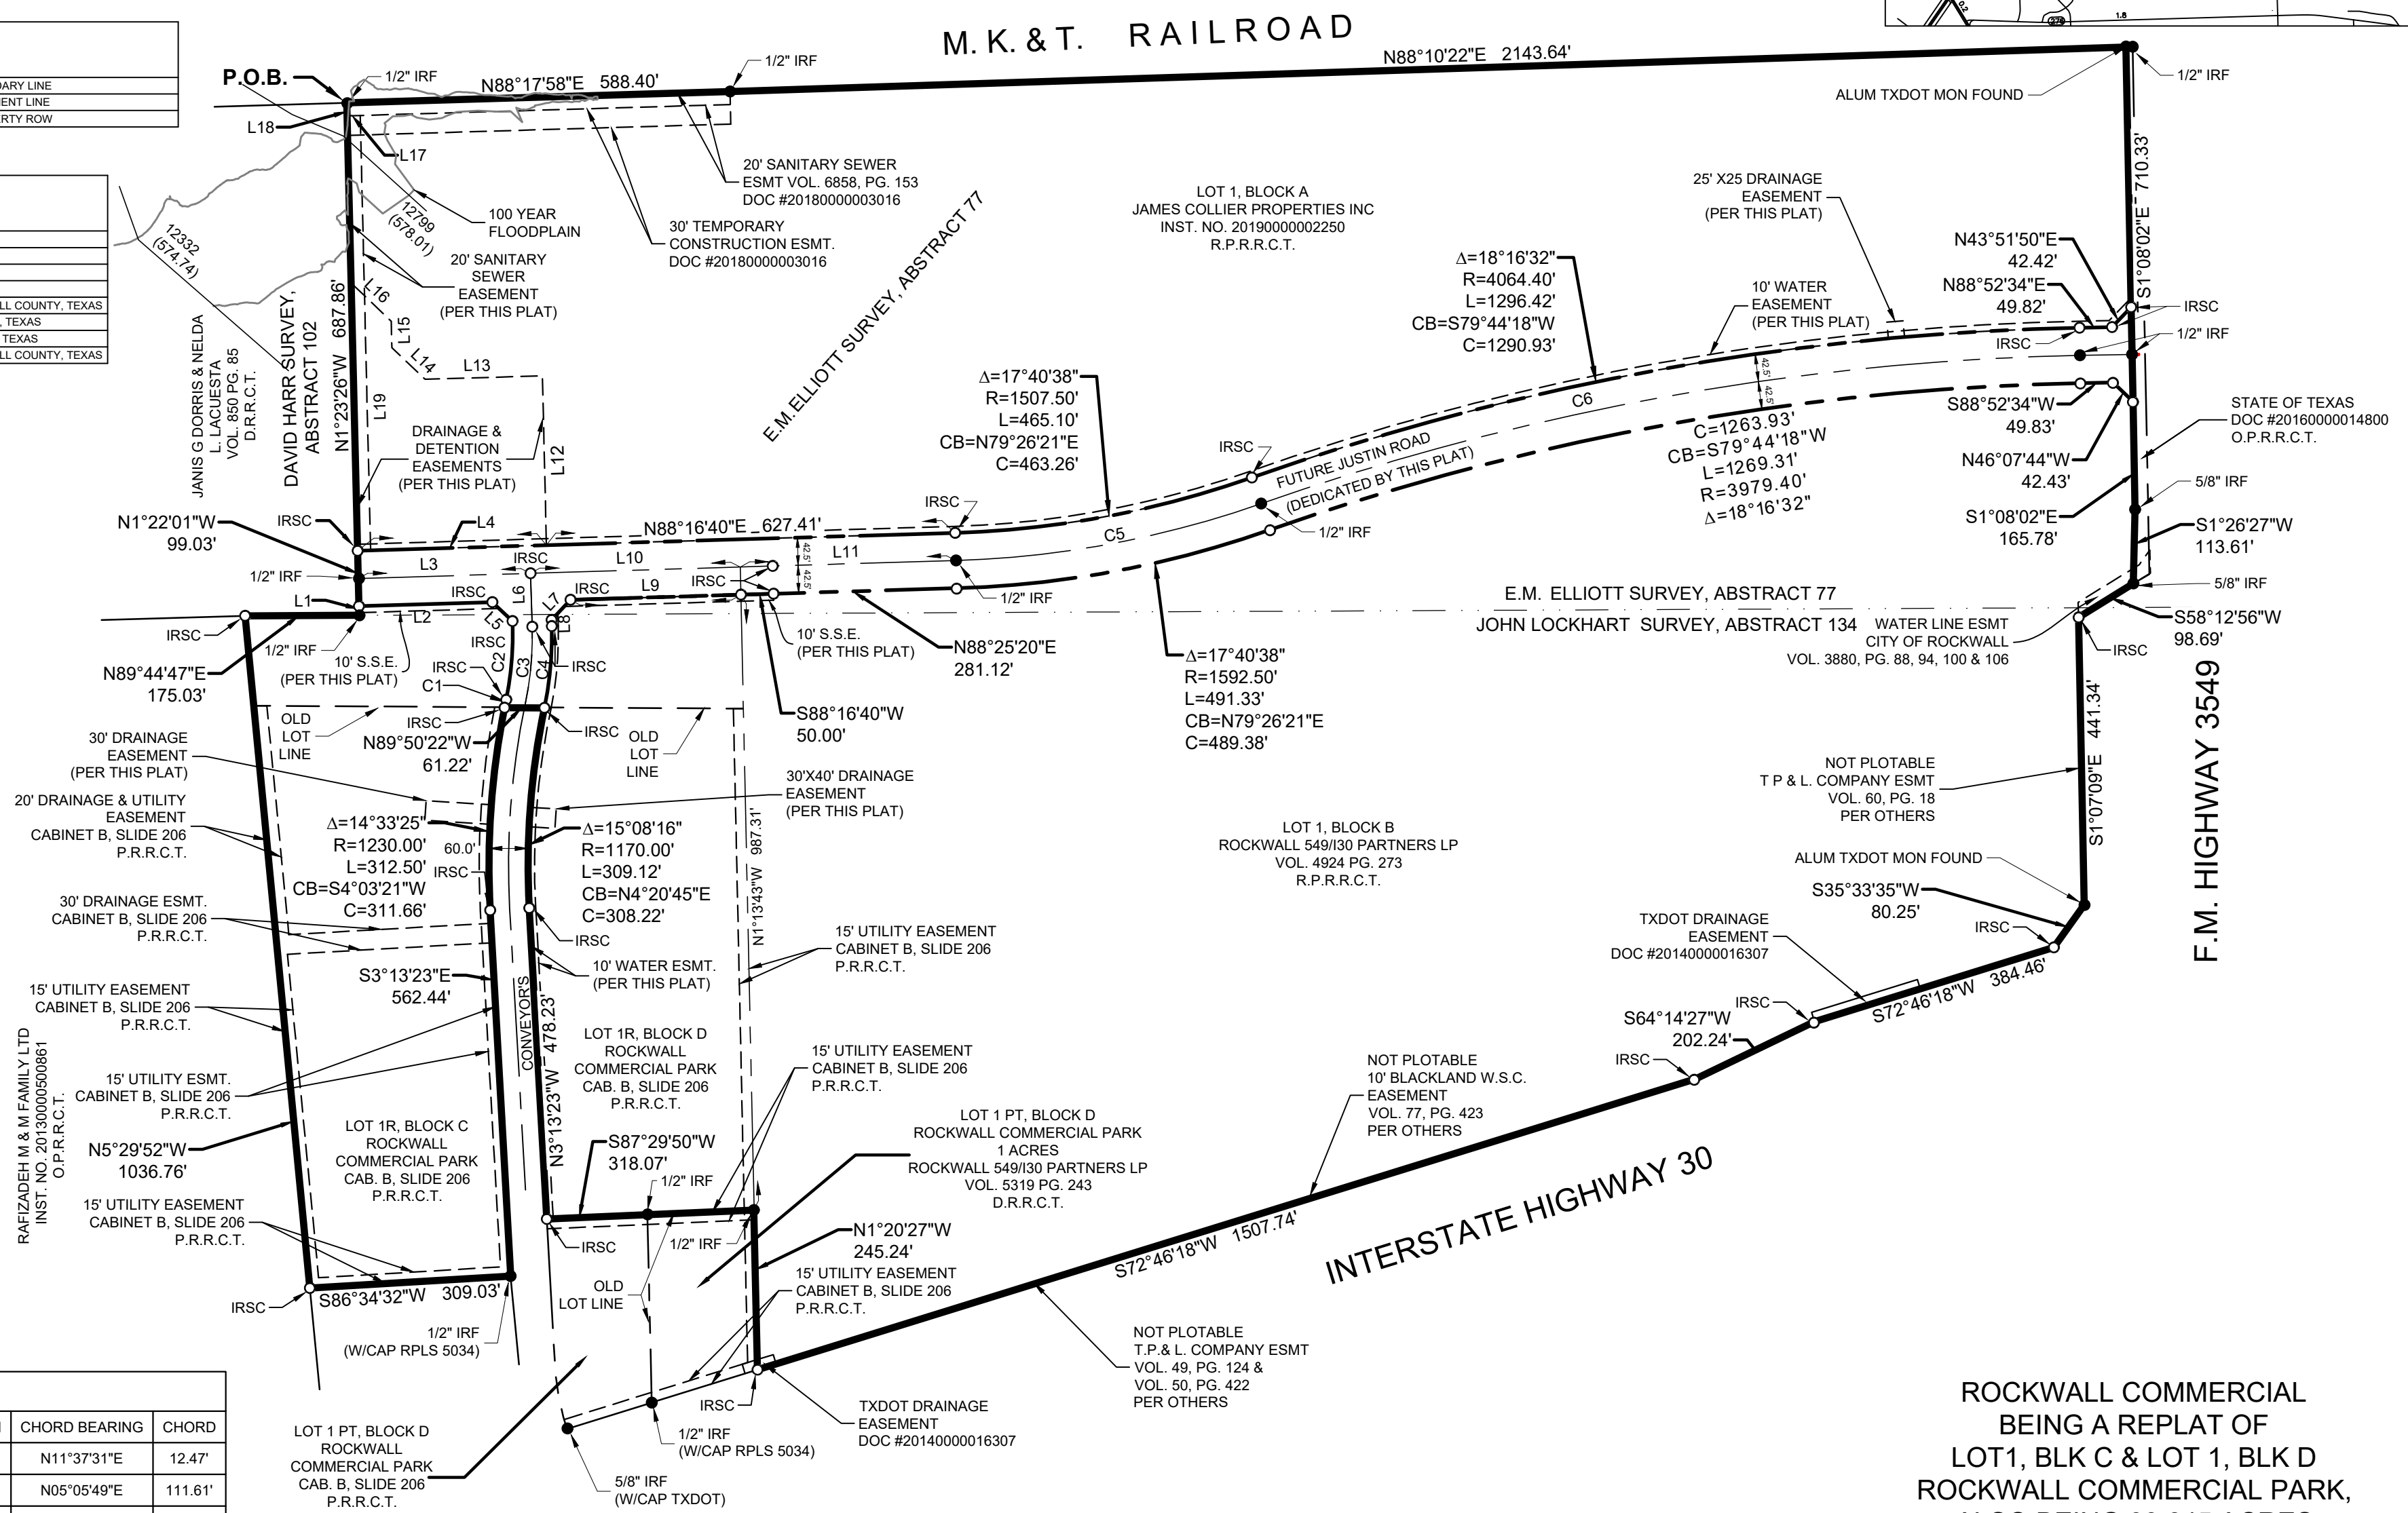 M. K. & T. RAILROAD
DARY LINE
MENT LINE
ERTY ROW
P.O.B.
1/2" IRF
N88°17'58"E 588.40'
1/2" IRF
N88°10'22"E 2143.64'
1/2" IRF
ALUM TXDOT MON FOUND
0.2
276
1.8
L18
L17
20' SANITARY SEWER
ESMT VOL. 6858, PG. 153
DOC #20180000003016
30' TEMPORARY
CONSTRUCTION ESMT.
DOC #20180000003016
100 YEAR
FLOODPLAIN
12799
(578.01)
12332
(574.74)
20' SANITARY
SEWER
EASEMENT
(PER THIS PLAT)
LL COUNTY, TEXAS
, TEXAS
TEXAS
LL COUNTY, TEXAS
JANIS G DORRIS & NELDA
L. LACUESTA
VOL. 850 PG. 85
D.R.R.C.T.
DAVID HARR SURVEY,
ABSTRACT 102
N1°23'26"W 687.86'
L19
L16
L15
L14
L13
L12
DRAINAGE &
DETENTION
EASEMENTS
(PER THIS PLAT)
E.M. ELLIOTT SURVEY, ABSTRACT 77
LOT 1, BLOCK A
JAMES COLLIER PROPERTIES INC
INST. NO. 20190000002250
R.P.R.R.C.T.
25' X25 DRAINAGE
EASEMENT
(PER THIS PLAT)
S1°08'02"E 710.33'
N43°51'50"E
42.42'
N88°52'34"E
49.82'
IRSC
1/2" IRF
IRSC
10' WATER
EASEMENT
(PER THIS PLAT)
Δ=18°16'32"
R=4064.40'
L=1296.42'
CB=S79°44'18"W
C=1290.93'
Δ=17°40'38"
R=1507.50'
L=465.10'
CB=N79°26'21"E
C=463.26'
C6
42.5'
42.5'
C=1263.93'
CB=S79°44'18"W
L=1269.31'
R=3979.40'
Δ=18°16'32"
S88°52'34"W
49.83'
N46°07'44"W
42.43'
STATE OF TEXAS
DOC #20160000014800
O.P.R.R.C.T.
5/8" IRF
S1°08'02"E
165.78'
S1°26'27"W
113.61'
5/8" IRF
S58°12'56"W
98.69'
IRSC
FUTURE JUSTIN ROAD
(DEDICATED BY THIS PLAT)
IRSC
1/2" IRF
N1°22'01"W
99.03'
IRSC
L4
N88°16'40"E 627.41'
IRSC
C5
L3
IRSC
L10
42.5'
42.5'
L11
1/2" IRF
L1
L2
IRSC
L6
L7
IRSC
L9
IRSC
1/2" IRF
L5
L8
IRSC
1/2" IRF
10' S.S.E.
(PER THIS PLAT)
IRSC
IRSC
C2
C3
C4
IRSC
C1
10' S.S.E.
(PER THIS PLAT)
N88°25'20"E
281.12'
N89°44'47"E
175.03'
E.M. ELLIOTT SURVEY, ABSTRACT 77
JOHN LOCKHART SURVEY, ABSTRACT 134
WATER LINE ESMT
CITY OF ROCKWALL
VOL. 3880, PG. 88, 94, 100 & 106
Δ=17°40'38"
R=1592.50'
L=491.33'
CB=N79°26'21"E
C=489.38'
S88°16'40"W
50.00'
OLD
LOT
LINE
IRSC
N89°50'22"W
61.22'
IRSC
OLD
LOT
LINE
30' DRAINAGE
EASEMENT
(PER THIS PLAT)
30'X40' DRAINAGE
EASEMENT
(PER THIS PLAT)
20' DRAINAGE & UTILITY
EASEMENT
CABINET B, SLIDE 206
P.R.R.C.T.
Δ=14°33'25"
R=1230.00'
L=312.50'
CB=S4°03'21"W
C=311.66'
60.0'
IRSC
Δ=15°08'16"
R=1170.00'
L=309.12'
CB=N4°20'45"E
C=308.22'
N1°13'43"W 987.31'
LOT 1, BLOCK B
ROCKWALL 549/I30 PARTNERS LP
VOL. 4924 PG. 273
R.P.R.R.C.T.
NOT PLOTABLE
T P & L. COMPANY ESMT
VOL. 60, PG. 18
PER OTHERS
S1°07'09"E 441.34'
F.M. HIGHWAY 3549
ALUM TXDOT MON FOUND
S35°33'35"W
80.25'
IRSC
30' DRAINAGE ESMT.
CABINET B, SLIDE 206
P.R.R.C.T.
IRSC
15' UTILITY EASEMENT
CABINET B, SLIDE 206
P.R.R.C.T.
TXDOT DRAINAGE
EASEMENT
DOC #20140000016307
S3°13'23"E
562.44'
10' WATER ESMT.
(PER THIS PLAT)
CONVEYOR'S
N3°13'23"W 478.23'
15' UTILITY EASEMENT
CABINET B, SLIDE 206
P.R.R.C.T.
IRSC
S72°46'18"W 384.46'
S64°14'27"W
202.24'
IRSC
LOT 1R, BLOCK D
ROCKWALL
COMMERCIAL PARK
CAB. B, SLIDE 206
P.R.R.C.T.
15' UTILITY EASEMENT
CABINET B, SLIDE 206
P.R.R.C.T.
NOT PLOTABLE
10' BLACKLAND W.S.C.
EASEMENT
VOL. 77, PG. 423
PER OTHERS
RAFIZADEH M & M FAMILY LTD
INST. NO. 20130000500861
O.P.R.R.C.T.
15' UTILITY ESMT.
CABINET B, SLIDE 206
P.R.R.C.T.
LOT 1R, BLOCK C
ROCKWALL
COMMERCIAL PARK
CAB. B, SLIDE 206
P.R.R.C.T.
LOT 1 PT, BLOCK D
ROCKWALL COMMERCIAL PARK
1 ACRES
ROCKWALL 549/I30 PARTNERS LP
VOL. 5319 PG. 243
D.R.R.C.T.
N5°29'52"W
1036.76'
S87°29'50"W
318.07'
1/2" IRF
15' UTILITY EASEMENT
CABINET B, SLIDE 206
P.R.R.C.T.
IRSC
1/2" IRF
N1°20'27"W
245.24'
15' UTILITY EASEMENT
CABINET B, SLIDE 206
P.R.R.C.T.
OLD
LOT LINE
IRSC
S86°34'32"W 309.03'
1/2" IRF
(W/CAP RPLS 5034)
S72°46'18"W 1507.74'
INTERSTATE HIGHWAY 30
NOT PLOTABLE
T.P.& L. COMPANY ESMT
VOL. 49, PG. 124 &
VOL. 50, PG. 422
PER OTHERS
IRSC
TXDOT DRAINAGE
EASEMENT
DOC #20140000016307
1/2" IRF
(W/CAP RPLS 5034)
5/8" IRF
(W/CAP TXDOT)
LOT 1 PT, BLOCK D
ROCKWALL
COMMERCIAL PARK
CAB. B, SLIDE 206
P.R.R.C.T.
CHORD BEARING CHORD
N11°37'31"E 12.47'
N05°05'49"E 111.61'
ROCKWALL COMMERCIAL
BEING A REPLAT OF
LOT1, BLK C & LOT 1, BLK D
ROCKWALL COMMERCIAL PARK,